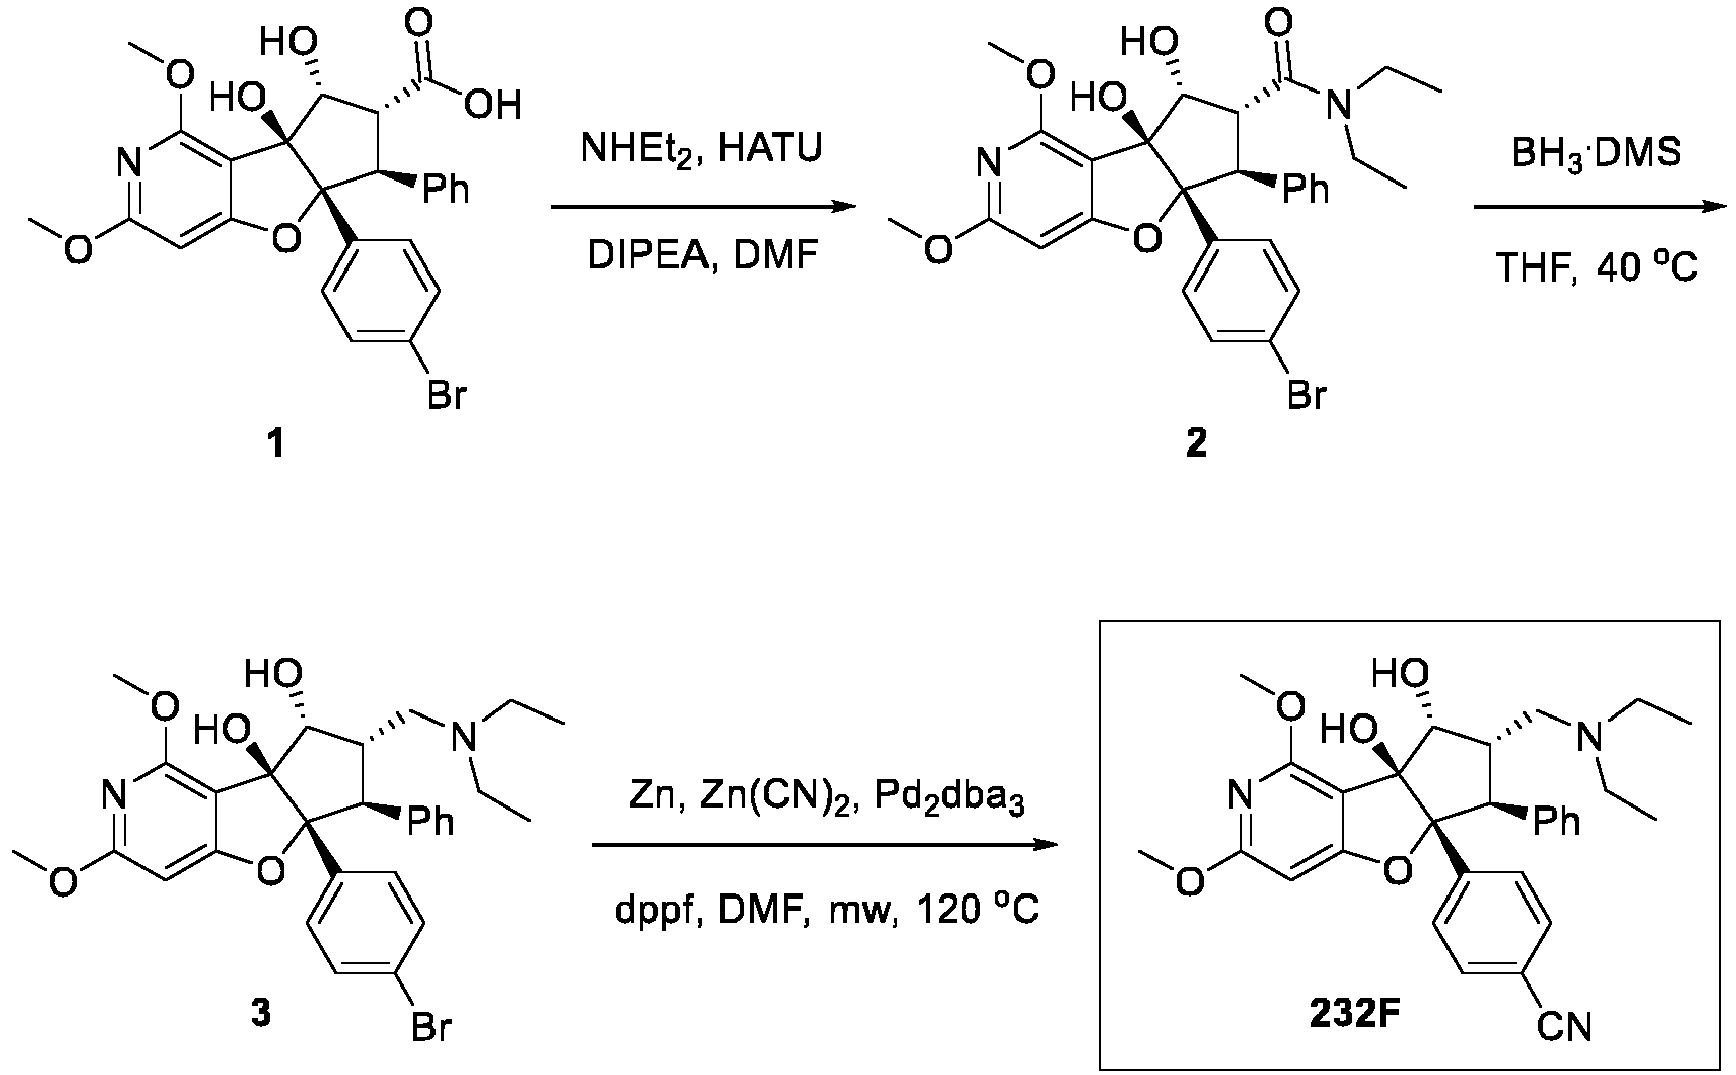 HO O
O HO OH
N
Ph
O O
Br
1
NHEt2, HATU
DIPEA, DMF
HO O
O HO N
N
Ph
O O
Br
2
BH3·DMS
THF, 40 oC
HO
O HO N
N
Ph
O O
Br
3
Zn, Zn(CN)2, Pd2dba3
dppf, DMF, mw, 120 oC
HO
O HO N
N
Ph
O O
CN
232F